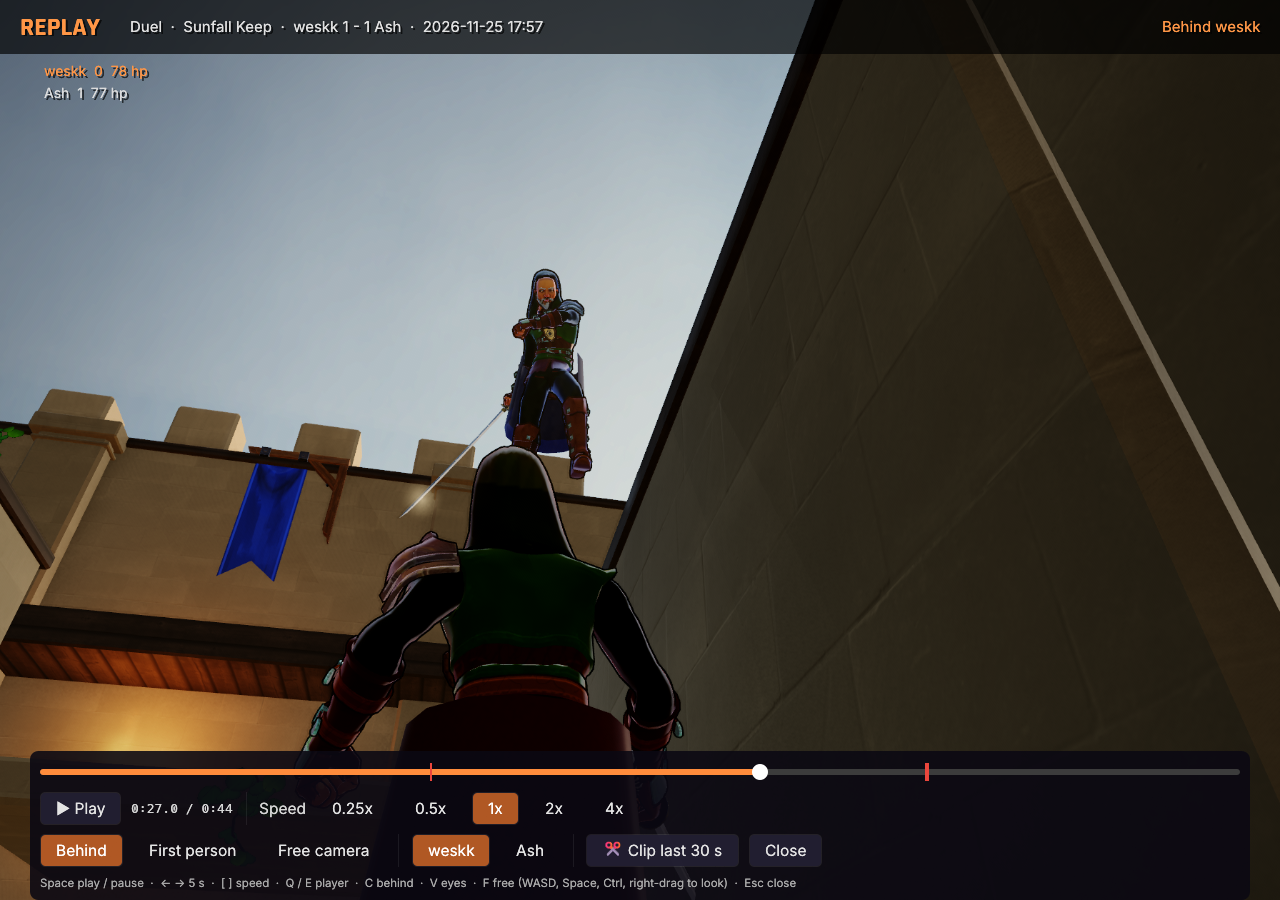 REPLAY Duel · Sunfall Keep · weskk 1 - 1 Ash · 2026-11-25 17:57 Behind weskk
weskk 0 78 hp
Ash 1 77 hp
▶ Play 0:27.0 / 0:44 Speed 0.25x 0.5x 1x 2x 4x
Behind First person Free camera weskk Ash Clip last 30 s Close
Space play / pause · ← → 5 s · [ ] speed · Q / E player · C behind · V eyes · F free (WASD, Space, Ctrl, right-drag to look) · Esc close